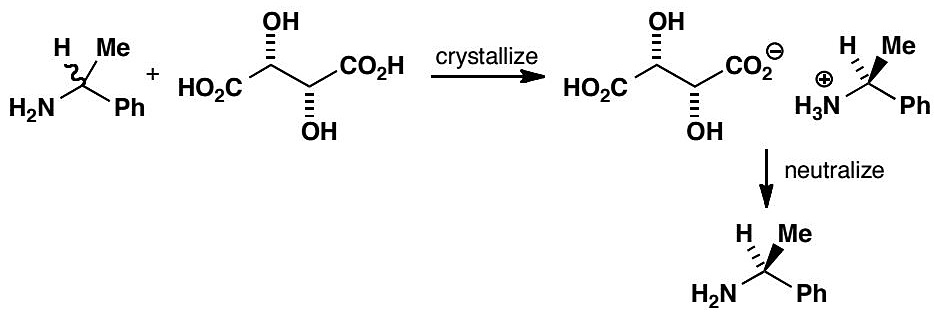 H Me
H₂N Ph
+
OH
HO₂C CO₂H
OH
crystallize
OH
HO₂C CO₂⊖
OH
H Me
⊕
H₃N Ph
neutralize
H Me
H₂N Ph